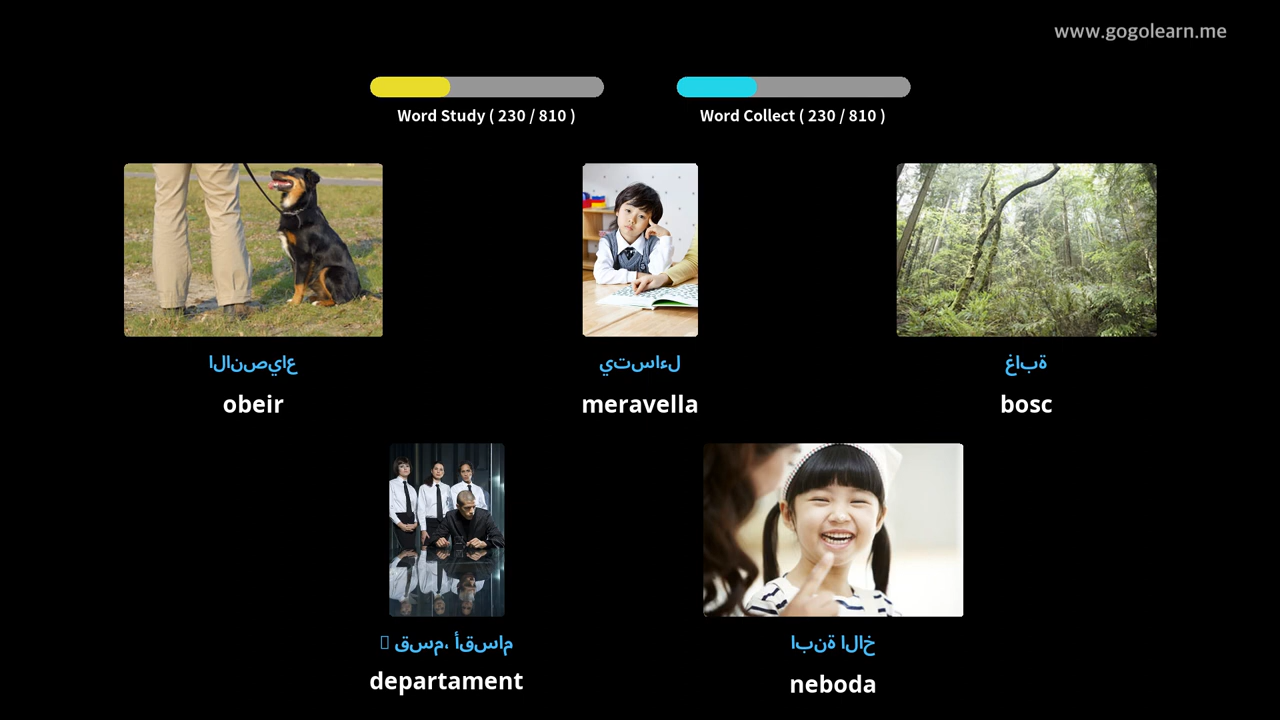 www.gogolearn.me
Word Study ( 230 / 810 )
Word Collect ( 230 / 810 )
الانصياع
obeir
يتساءل
meravella
غابة
bosc
قسم، أقسام
departament
ابنة الاخ
neboda